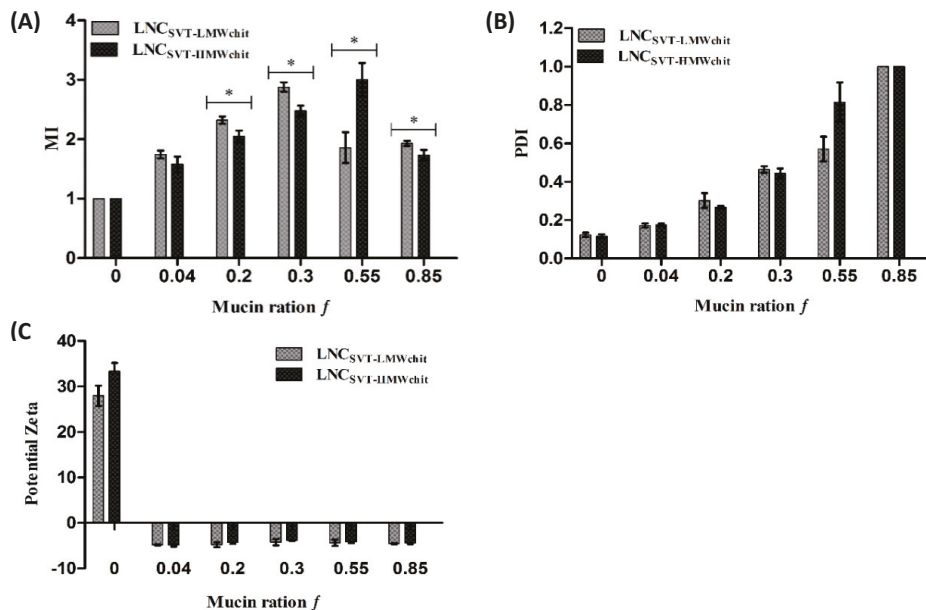 (A)
LNCSVT-LMWchit
LNCSVT-HMWchit
MI
4
3
2
1
0
*
*
*
*
0 0.04 0.2 0.3 0.55 0.85
Mucin ration f
(B)
LNCSVT-LMWchit
LNCSVT-HMWchit
PDI
1.0
0.8
0.6
0.4
0.2
0.0
0 0.04 0.2 0.3 0.55 0.85
Mucin ration f
(C)
LNCSVT-LMWchit
LNCSVT-HMWchit
Potential Zeta
40
30
20
10
0
-10
0 0.04 0.2 0.3 0.55 0.85
Mucin ration f